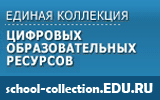 ЕДИНАЯ КОЛЛЕКЦИЯ
ЦИФРОВЫХ
ОБРАЗОВАТЕЛЬНЫХ
РЕСУРСОВ
school-collection.EDU.RU